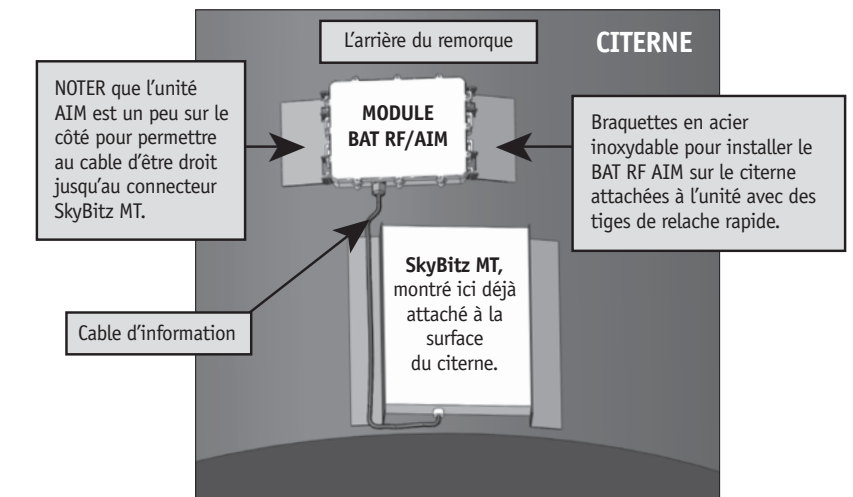 L'arrière du remorque
CITERNE
NOTER que l'unité
AIM est un peu sur le
côté pour permettre
au cable d'être droit
jusqu'au connecteur
SkyBitz MT.
MODULE
BAT RF/AIM
Braquettes en acier
inoxydable pour installer le
BAT RF AIM sur le citerne
attachées à l'unité avec des
tiges de relache rapide.
SkyBitz MT,
montré ici déjà
attaché à la
surface
du citerne.
Cable d'information